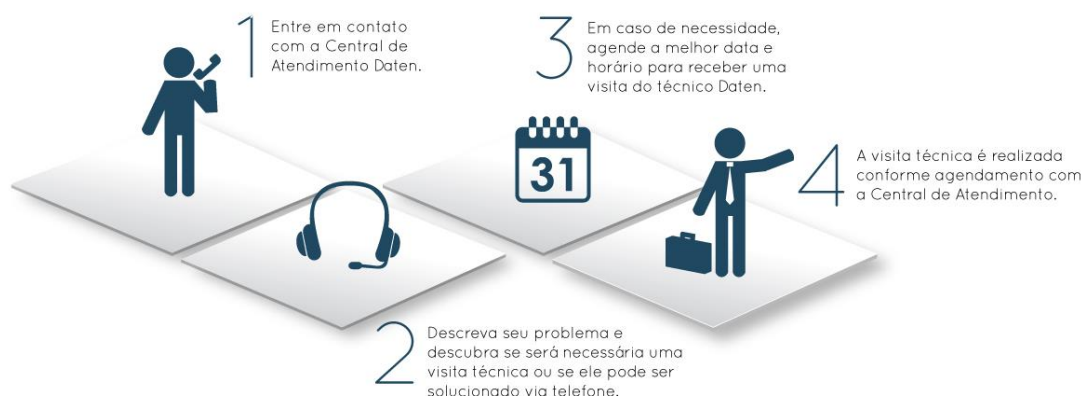 1
Entre em contato
com a Central de
Atendimento Daten.
2
Descreva seu problema e
descubra se será necessária uma
visita técnica ou se ele pode ser
solucionado via telefone.
3
Em caso de necessidade,
agende a melhor data e
horário para receber uma
visita do técnico Daten.
31
4
A visita técnica é realizada
conforme agendamento com
a Central de Atendimento.